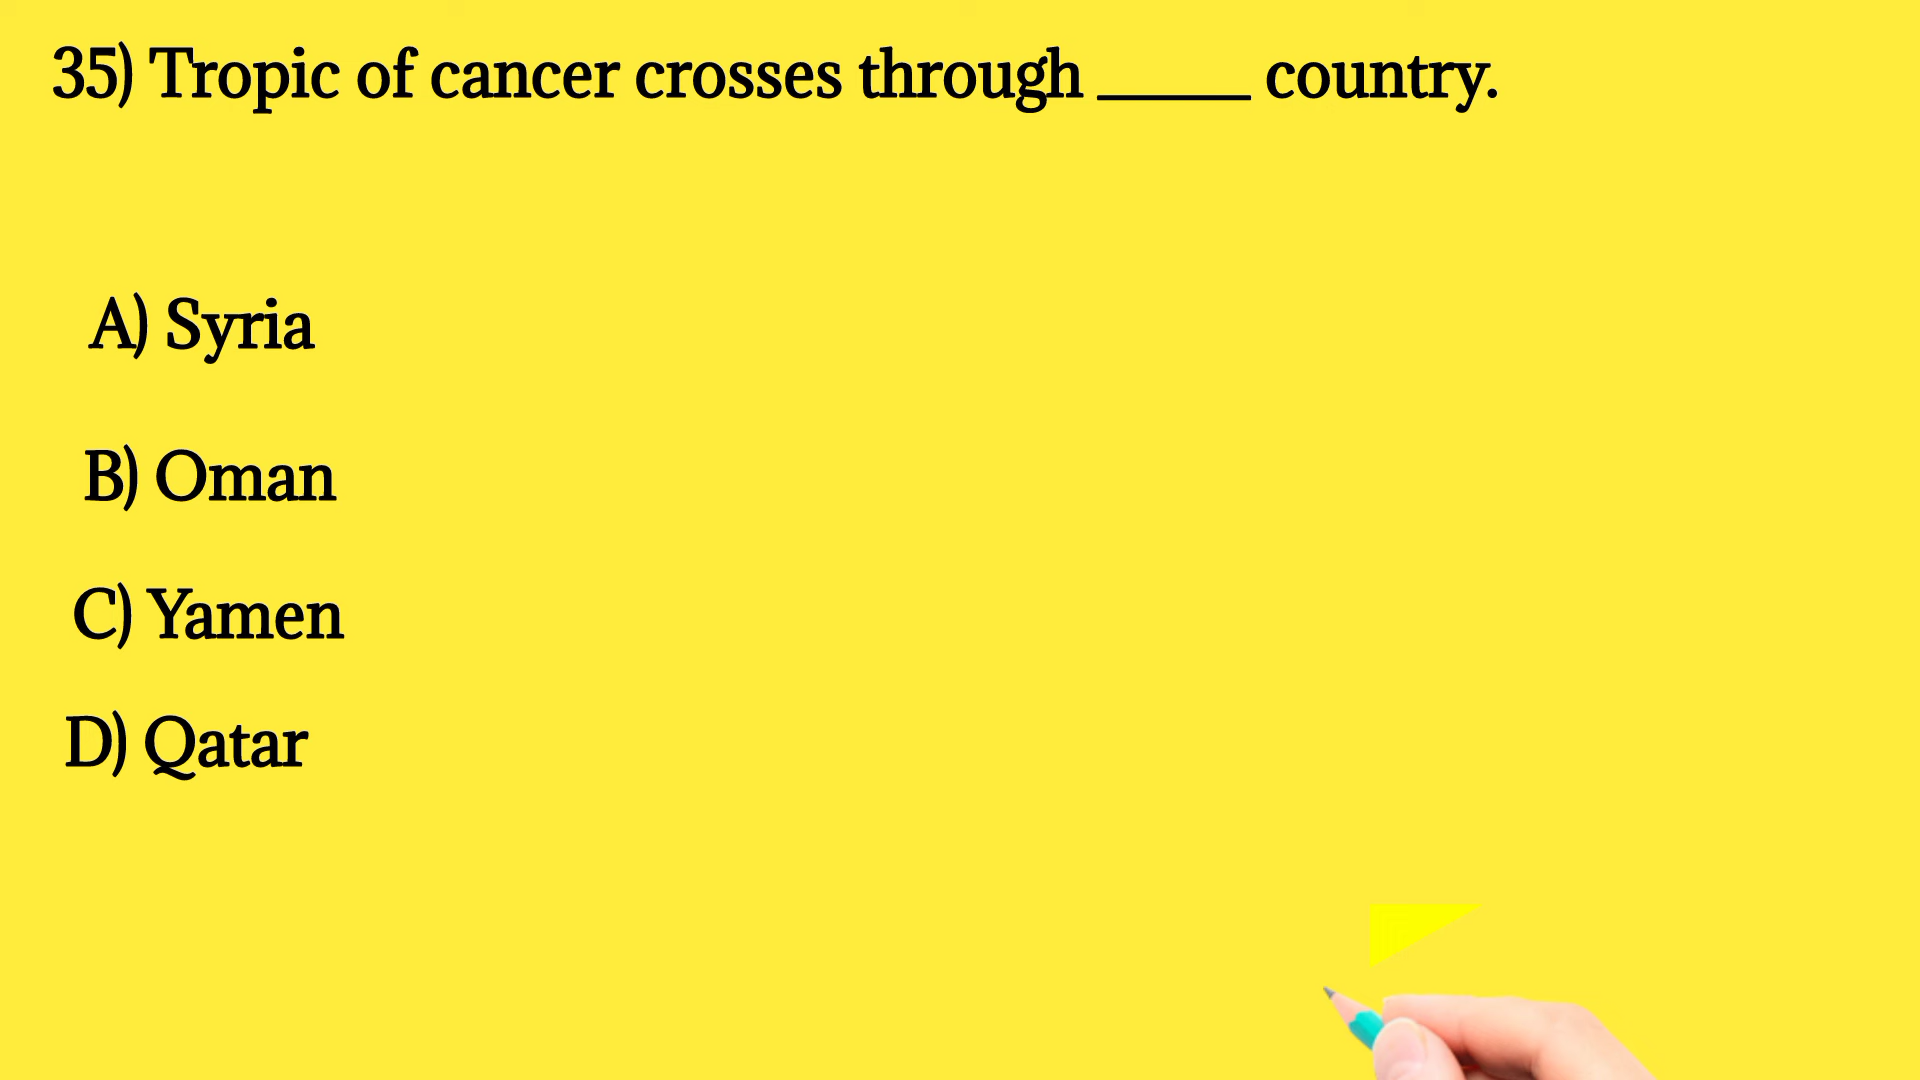 35) Tropic of cancer crosses through _____ country.
A) Syria
B) Oman
C) Yamen
D) Qatar